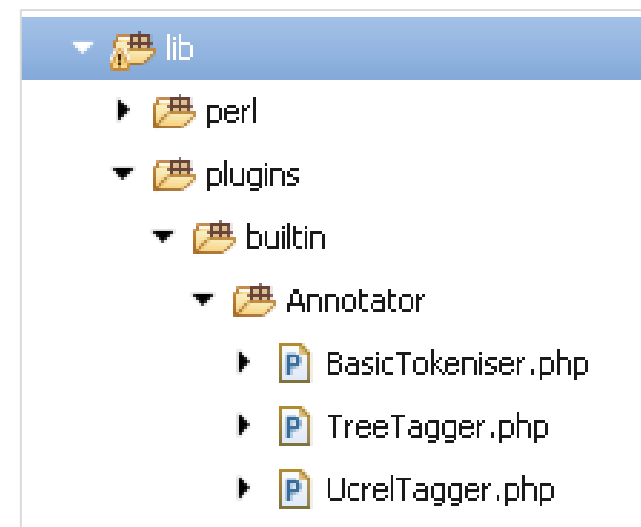 lib
perl
plugins
builtin
Annotator
BasicTokeniser.php
TreeTagger.php
UcrelTagger.php